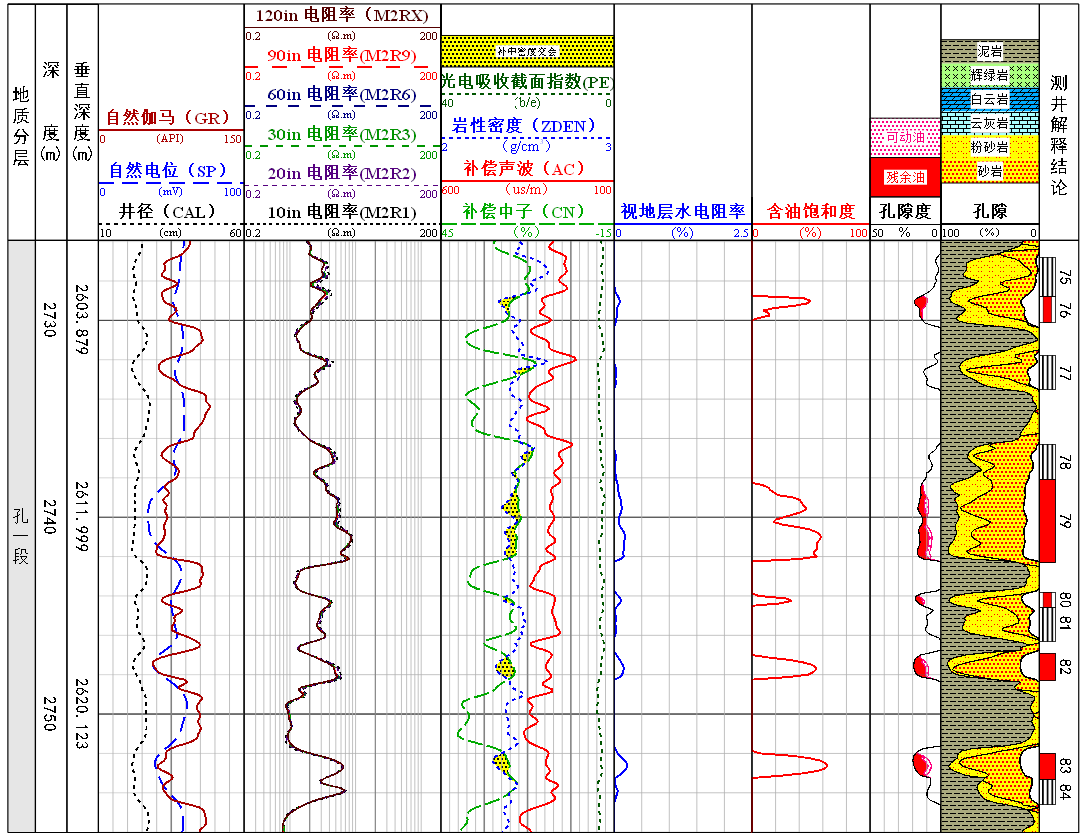 地质分层
深度(m)
垂直深度(m)
自然伽马（GR）
0 (API) 150
自然电位（SP）
0 (mV) 100
井径（CAL）
10 (cm) 60
120in 电阻率（M2RX）
0.2 (Ω.m) 200
90in 电阻率(M2R9)
0.2 (Ω.m) 200
60in 电阻率(M2R6)
0.2 (Ω.m) 200
30in 电阻率(M2R3)
0.2 (Ω.m) 200
20in 电阻率(M2R2)
0.2 (Ω.m) 200
10in 电阻率(M2R1)
0.2 (Ω.m) 200
补中密度交会
光电吸收截面指数(PE)
40 (b/e) 0
岩性密度（ZDEN）
2 (g/cm³) 3
补偿声波（AC）
600 (us/m) 100
补偿中子（CN）
45 (%) -15
视地层水电阻率
0 (%) 2.5
含油饱和度
0 (%) 100
可动油
残余油
孔隙度
50 % 0
泥岩
辉绿岩
白云岩
云灰岩
粉砂岩
砂岩
孔隙
100 (%) 0
测井解释结论
孔一段
2730
2740
2750
2603.879
2611.999
2620.123
75
76
77
78
79
80
81
82
83
84